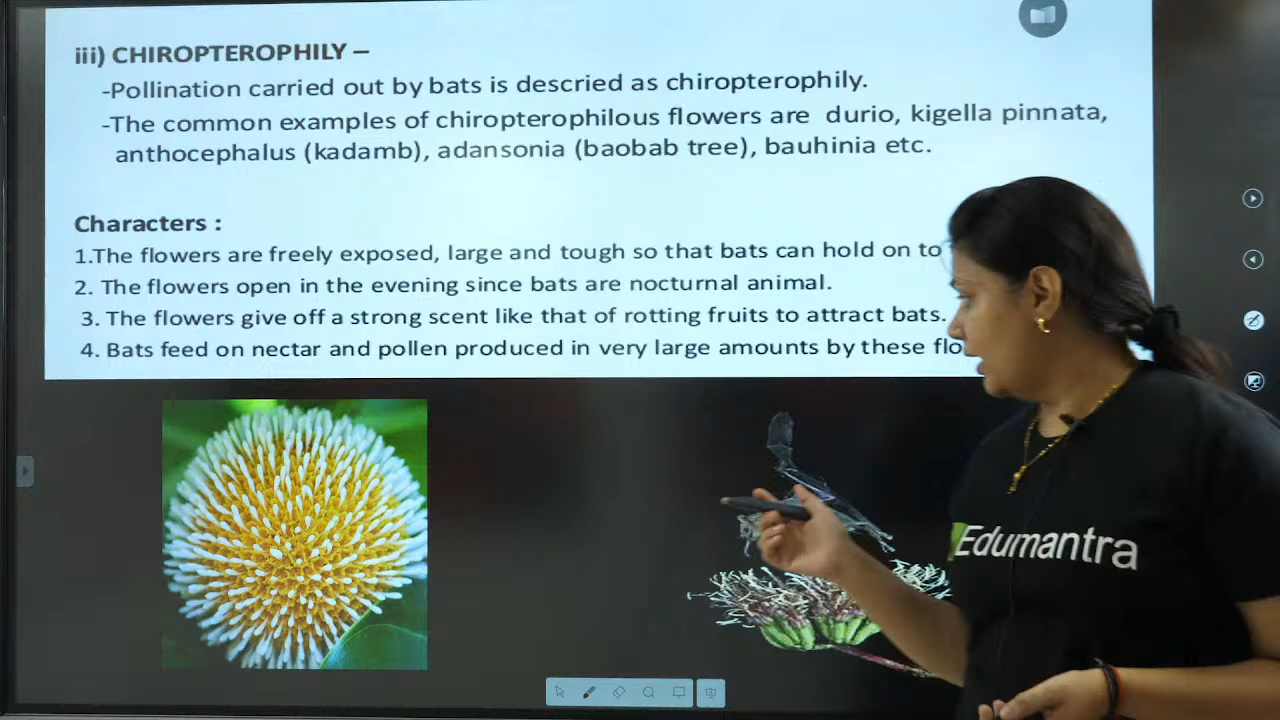 iii) CHIROPTEROPHILY –
-Pollination carried out by bats is descried as chiropterophily.
-The common examples of chiropterophilous flowers are durio, kigella pinnata,
anthocephalus (kadamb), adansonia (baobab tree), bauhinia etc.
Characters :
1.The flowers are freely exposed, large and tough so that bats can hold on to
2. The flowers open in the evening since bats are nocturnal animal.
3. The flowers give off a strong scent like that of rotting fruits to attract bats.
4. Bats feed on nectar and pollen produced in very large amounts by these
Edumantra